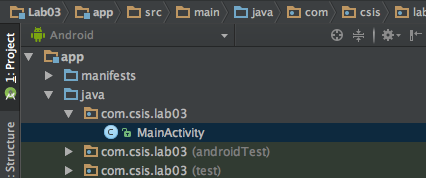 Lab03 app src main java com csis lab
Android
1: Project
app
manifests
java
com.csis.lab03
C MainActivity
com.csis.lab03 (androidTest)
com.csis.lab03 (test)
: Structure